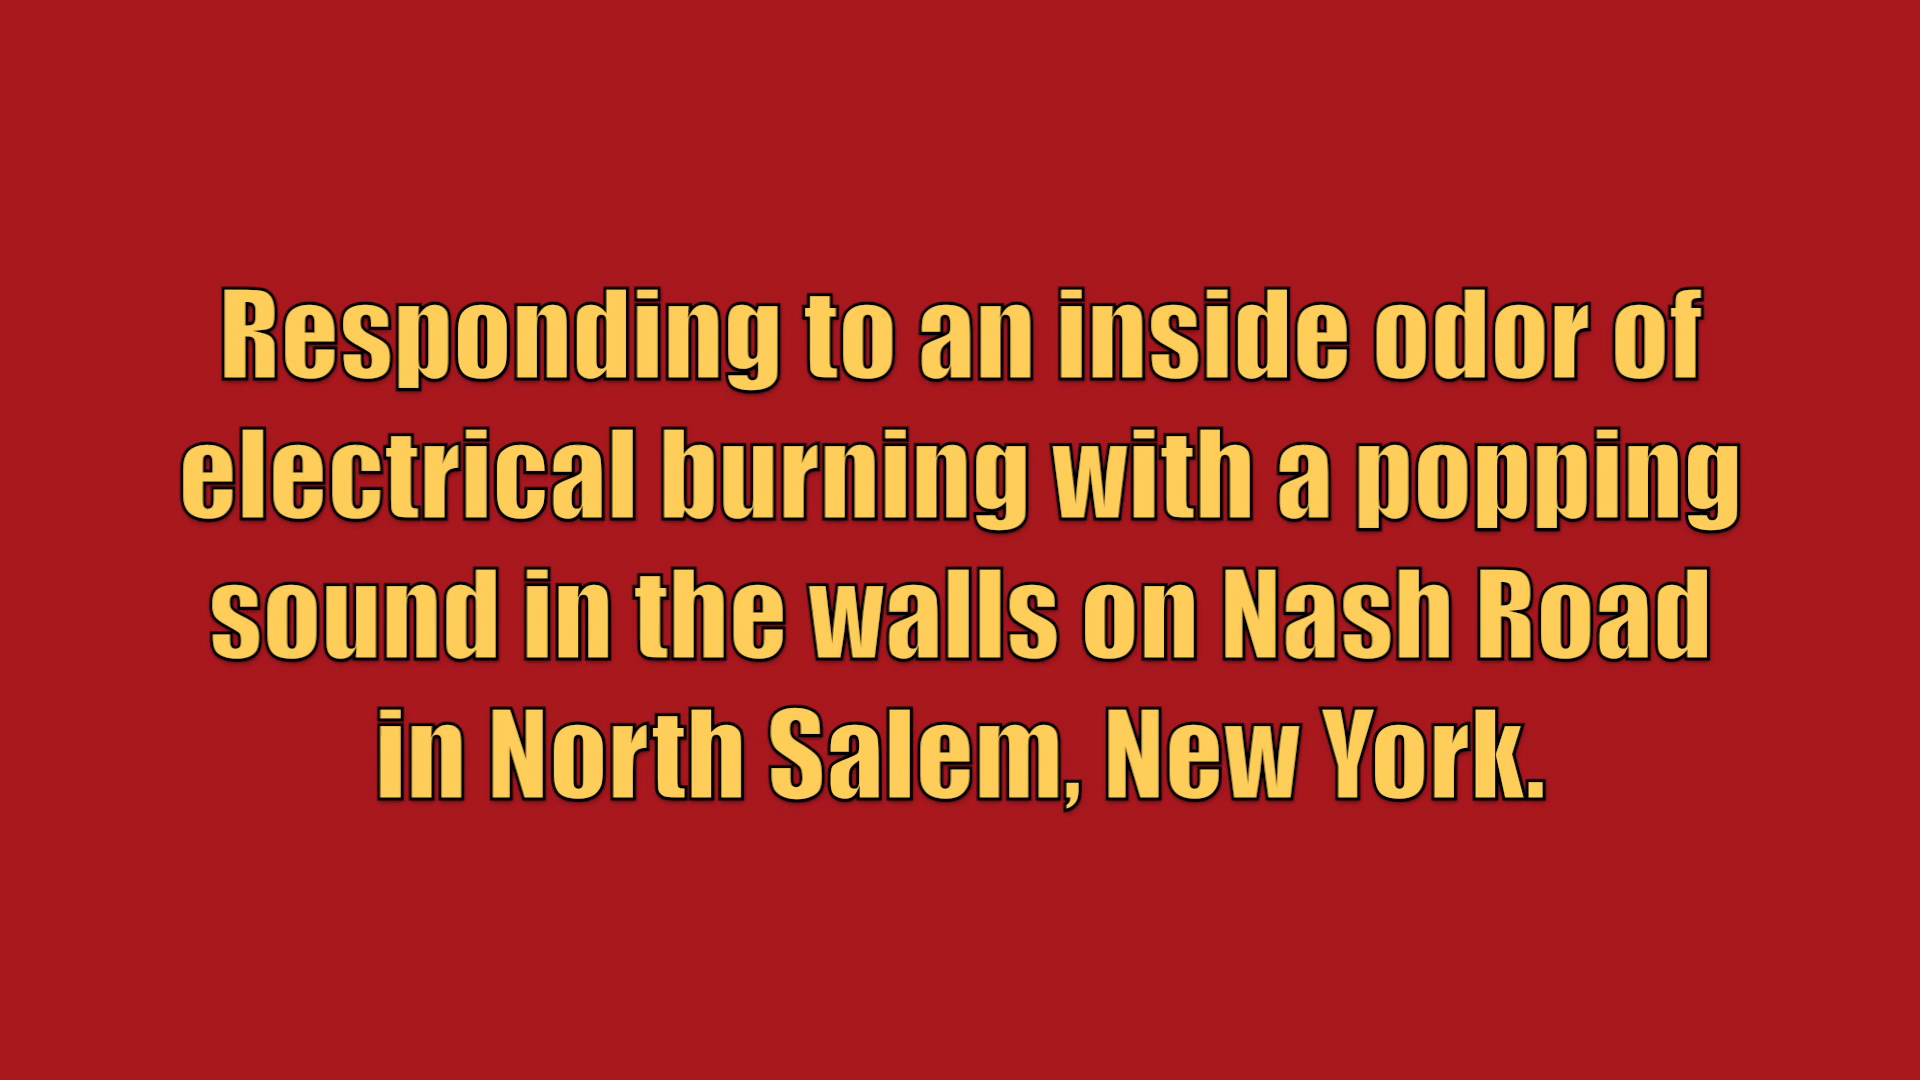 Responding to an inside odor of
electrical burning with a popping
sound in the walls on Nash Road
in North Salem, New York.